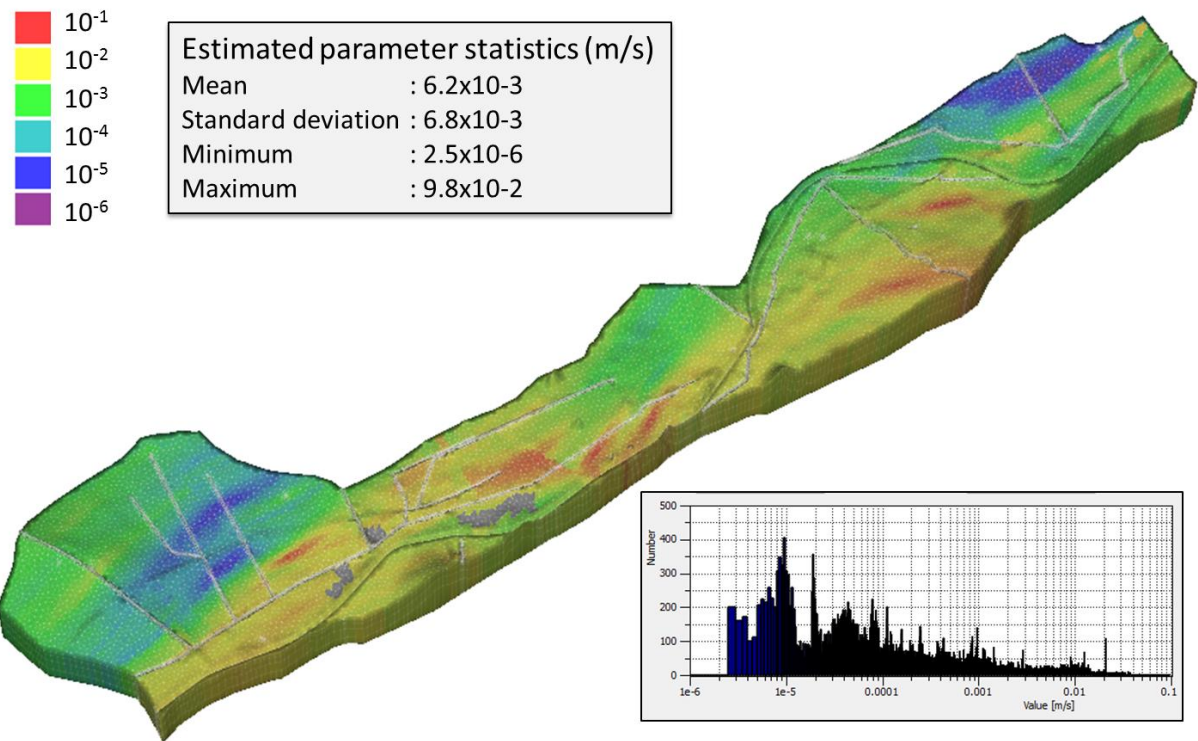 10⁻¹
10⁻²
10⁻³
10⁻⁴
10⁻⁵
10⁻⁶
Estimated parameter statistics (m/s)
Mean : 6.2x10-3
Standard deviation : 6.8x10-3
Minimum : 2.5x10-6
Maximum : 9.8x10-2
500
400
300
200
100
0
Number
1e-6 1e-5 0.0001 0.001 0.01 0.1
Value [m/s]